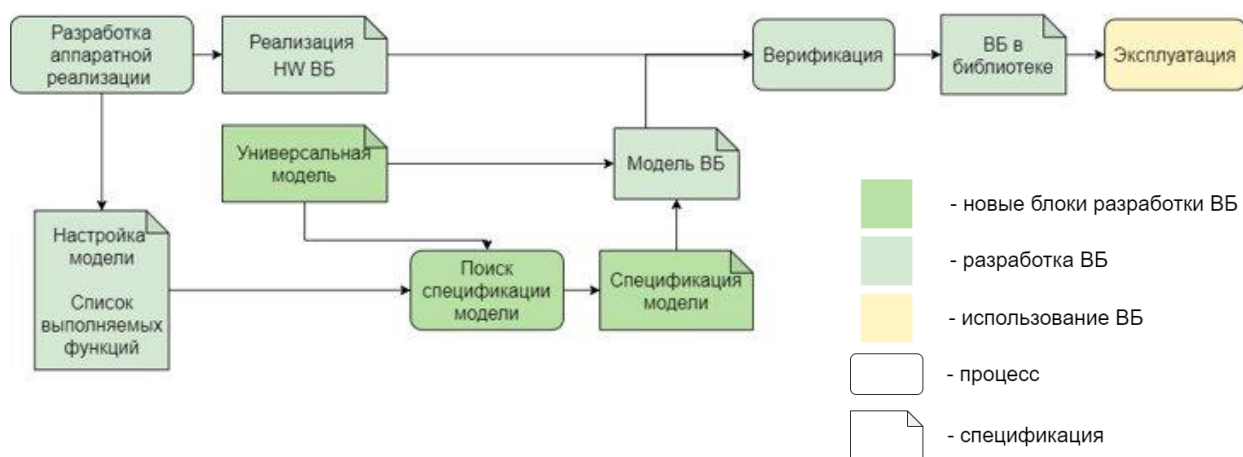 Разработка
аппаратной
реализации
Реализация
HW ВБ
Верификация
ВБ в
библиотеке
Эксплуатация
Универсальная
модель
Модель ВБ
Настройка
модели
Список
выполняемых
функций
Поиск
спецификации
модели
Спецификация
модели
- новые блоки разработки ВБ
- разработка ВБ
- использование ВБ
- процесс
- спецификация